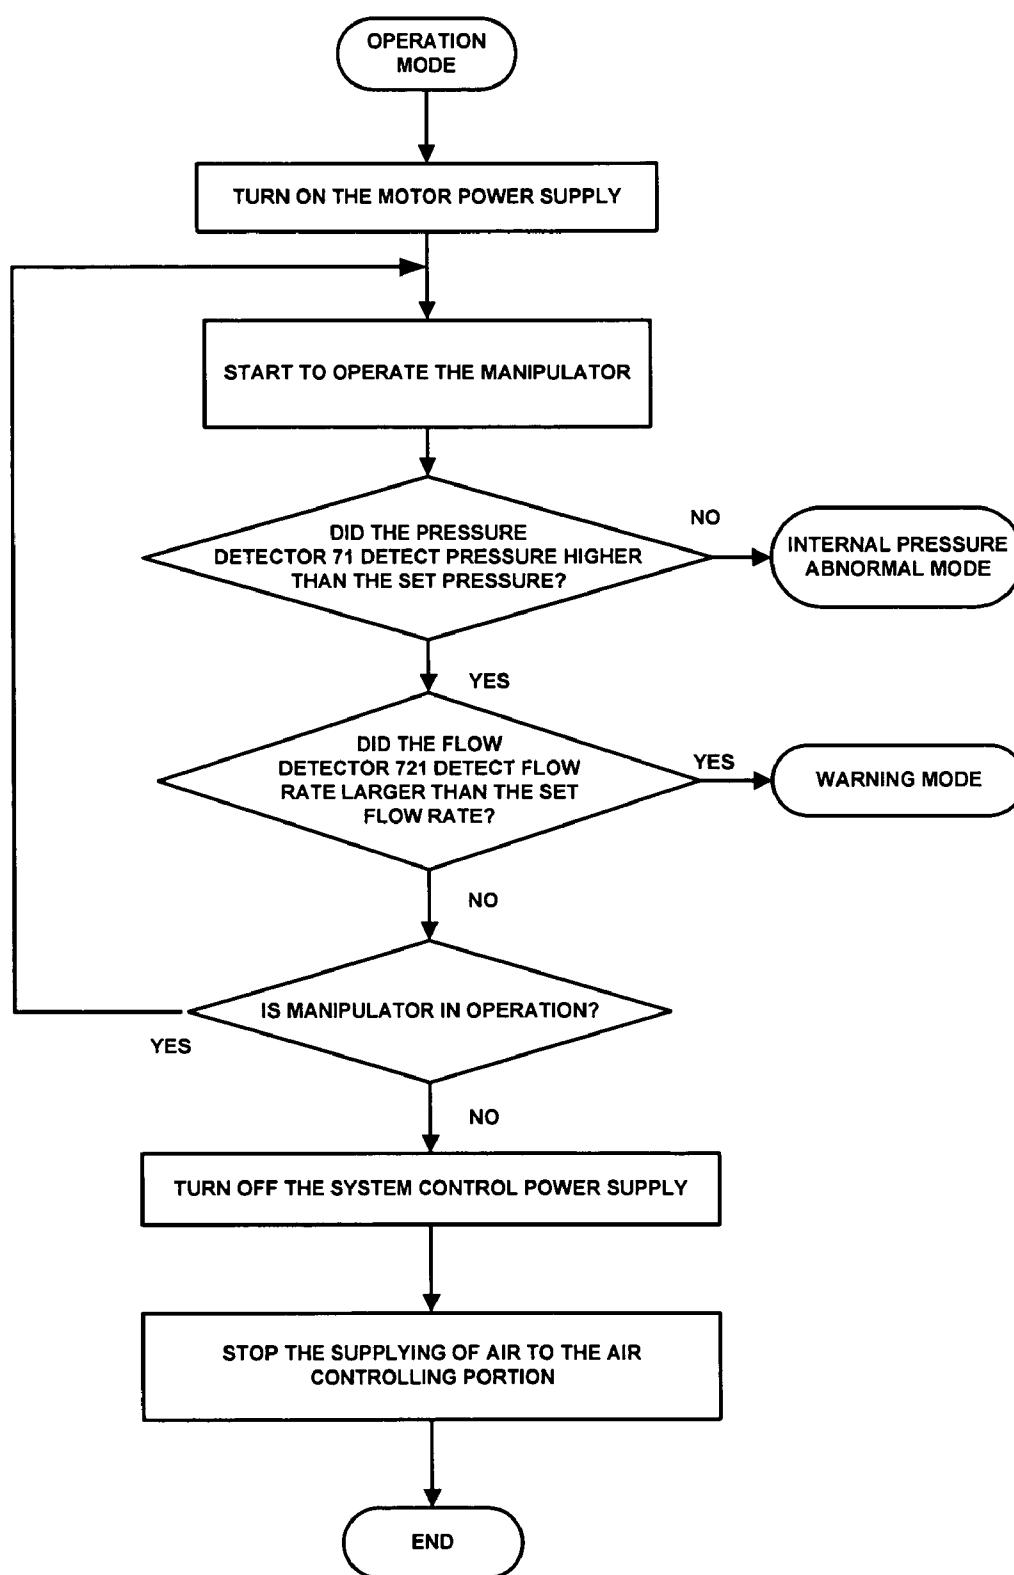 OPERATION
MODE
TURN ON THE MOTOR POWER SUPPLY
START TO OPERATE THE MANIPULATOR
DID THE PRESSURE
DETECTOR 71 DETECT PRESSURE HIGHER
THAN THE SET PRESSURE?
NO
INTERNAL PRESSURE
ABNORMAL MODE
YES
DID THE FLOW
DETECTOR 721 DETECT FLOW
RATE LARGER THAN THE SET
FLOW RATE?
YES
WARNING MODE
NO
IS MANIPULATOR IN OPERATION?
YES
NO
TURN OFF THE SYSTEM CONTROL POWER SUPPLY
STOP THE SUPPLYING OF AIR TO THE AIR
CONTROLLING PORTION
END